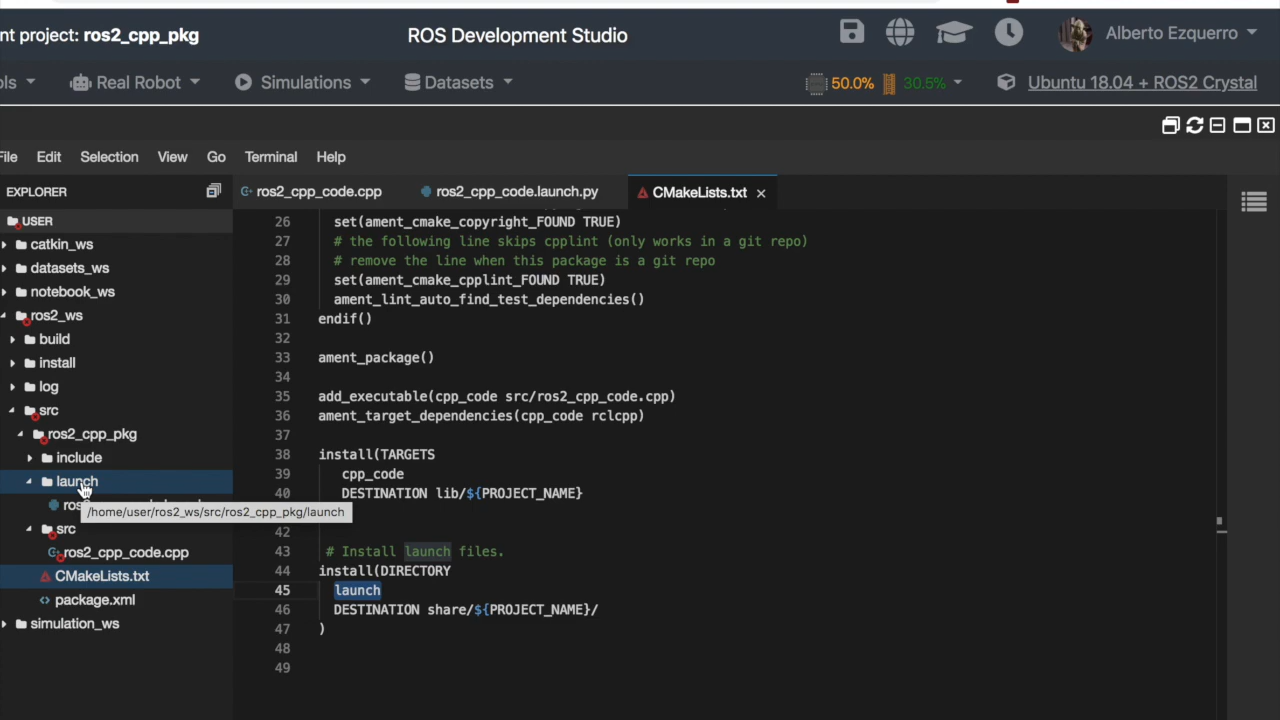 nt project: ros2_cpp_pkg
ROS Development Studio
Alberto Ezquerro
ols
Real Robot
Simulations
Datasets
50.0%
30.5%
Ubuntu 18.04 + ROS2 Crystal
File Edit Selection View Go Terminal Help
EXPLORER
ros2_cpp_code.cpp
ros2_cpp_code.launch.py
CMakeLists.txt
USER
catkin_ws
datasets_ws
notebook_ws
ros2_ws
build
install
log
src
ros2_cpp_pkg
include
launch
/home/user/ros2_ws/src/ros2_cpp_pkg/launch
src
ros2_cpp_code.cpp
CMakeLists.txt
package.xml
simulation_ws
26 set(ament_cmake_copyright_FOUND TRUE)
27 # the following line skips cpplint (only works in a git repo)
28 # remove the line when this package is a git repo
29 set(ament_cmake_cpplint_FOUND TRUE)
30 ament_lint_auto_find_test_dependencies()
31 endif()
32
33 ament_package()
34
35 add_executable(cpp_code src/ros2_cpp_code.cpp)
36 ament_target_dependencies(cpp_code rclcpp)
37
38 install(TARGETS
39 cpp_code
40 DESTINATION lib/${PROJECT_NAME}
42
43 # Install launch files.
44 install(DIRECTORY
45 launch
46 DESTINATION share/${PROJECT_NAME}/
47 )
48
49